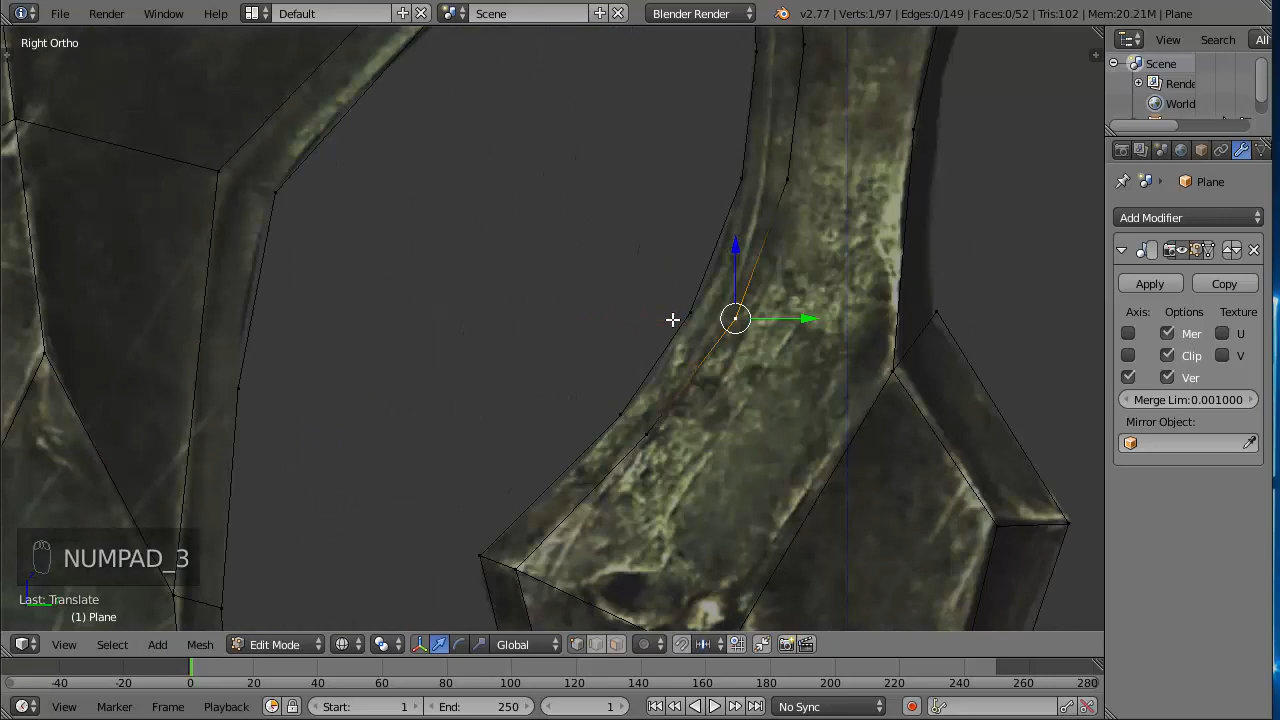 File Render Window Help Default Scene Blender Render v2.77 | Verts:1/97 | Edges:0/149 | Faces:0/52 | Tris:102 | Mem:20.21M | Plane
Right Ortho
View Search All
Scene
Rende
World
Plane
Add Modifier
Apply Copy
Axis: Options Texture
Mer U
Clip V
Ver
Merge Lim:0.001000
Mirror Object:
NUMPAD_3
Last: Translate
(1) Plane
View Select Add Mesh Edit Mode Global
-40 -20 0 20 40 60 80 100 120 140 160 180 200 220 240 260 280
View Marker Frame Playback Start: 1 End: 250 1 No Sync